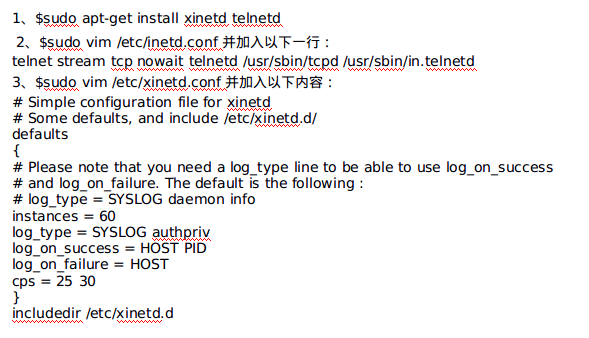 1、$sudo apt-get install xinetd telnetd
2、$sudo vim /etc/inetd.conf 并加入以下一行：
telnet stream tcp nowait telnetd /usr/sbin/tcpd /usr/sbin/in.telnetd
3、$sudo vim /etc/xinetd.conf 并加入以下内容：
# Simple configuration file for xinetd
# Some defaults, and include /etc/xinetd.d/
defaults
{
# Please note that you need a log_type line to be able to use log_on_success
# and log_on_failure. The default is the following :
# log_type = SYSLOG daemon info
instances = 60
log_type = SYSLOG authpriv
log_on_success = HOST PID
log_on_failure = HOST
cps = 25 30
}
includedir /etc/xinetd.d